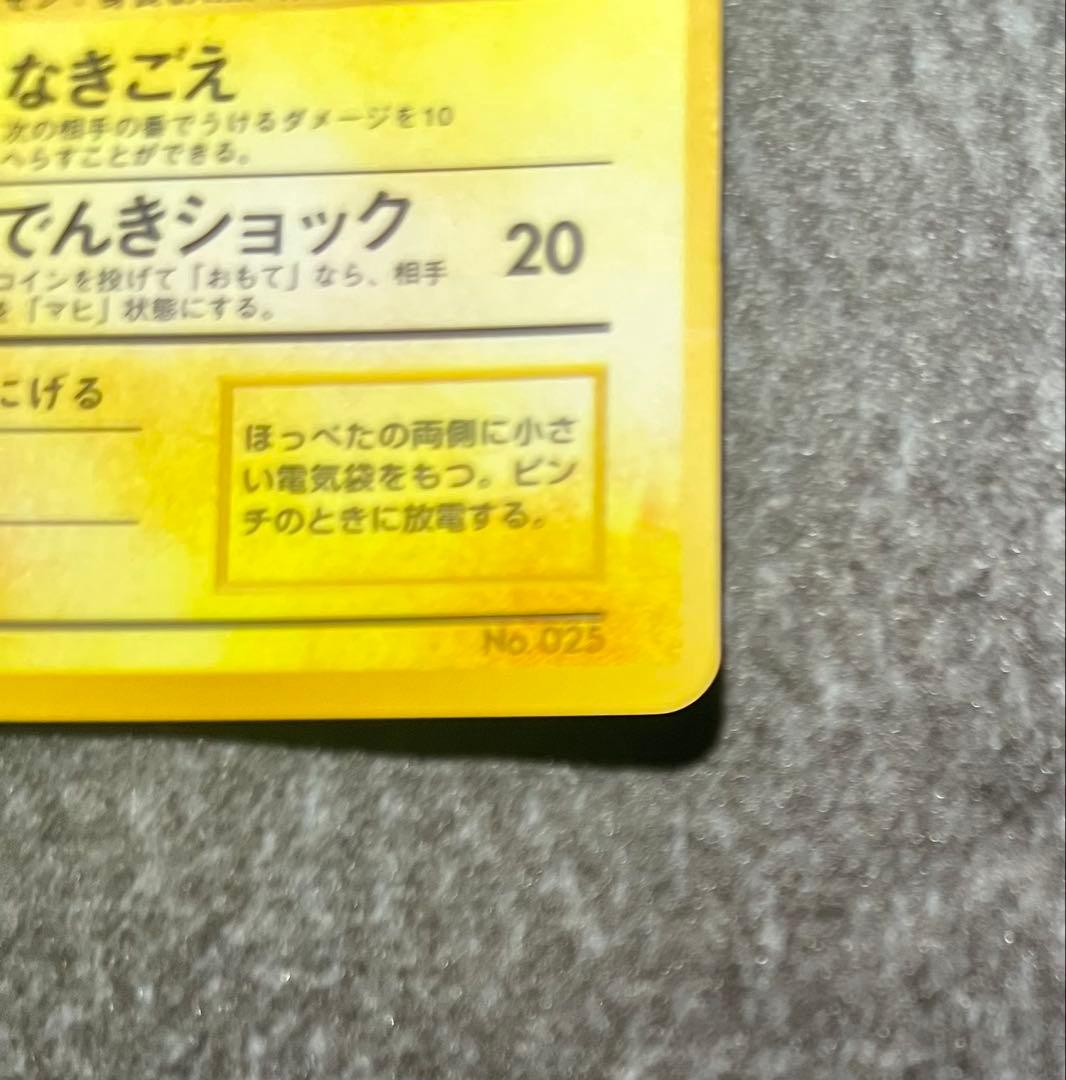 なきごえ
次の相手の番でうけるダメージを10
へらすことができる。
でんきショック
20
コインを投げて「おもて」なら、相手
を「マヒ」状態にする。
にげる
ほっぺたの両側に小さ
い電気袋をもつ。ピン
チのときに放電する。
No.025